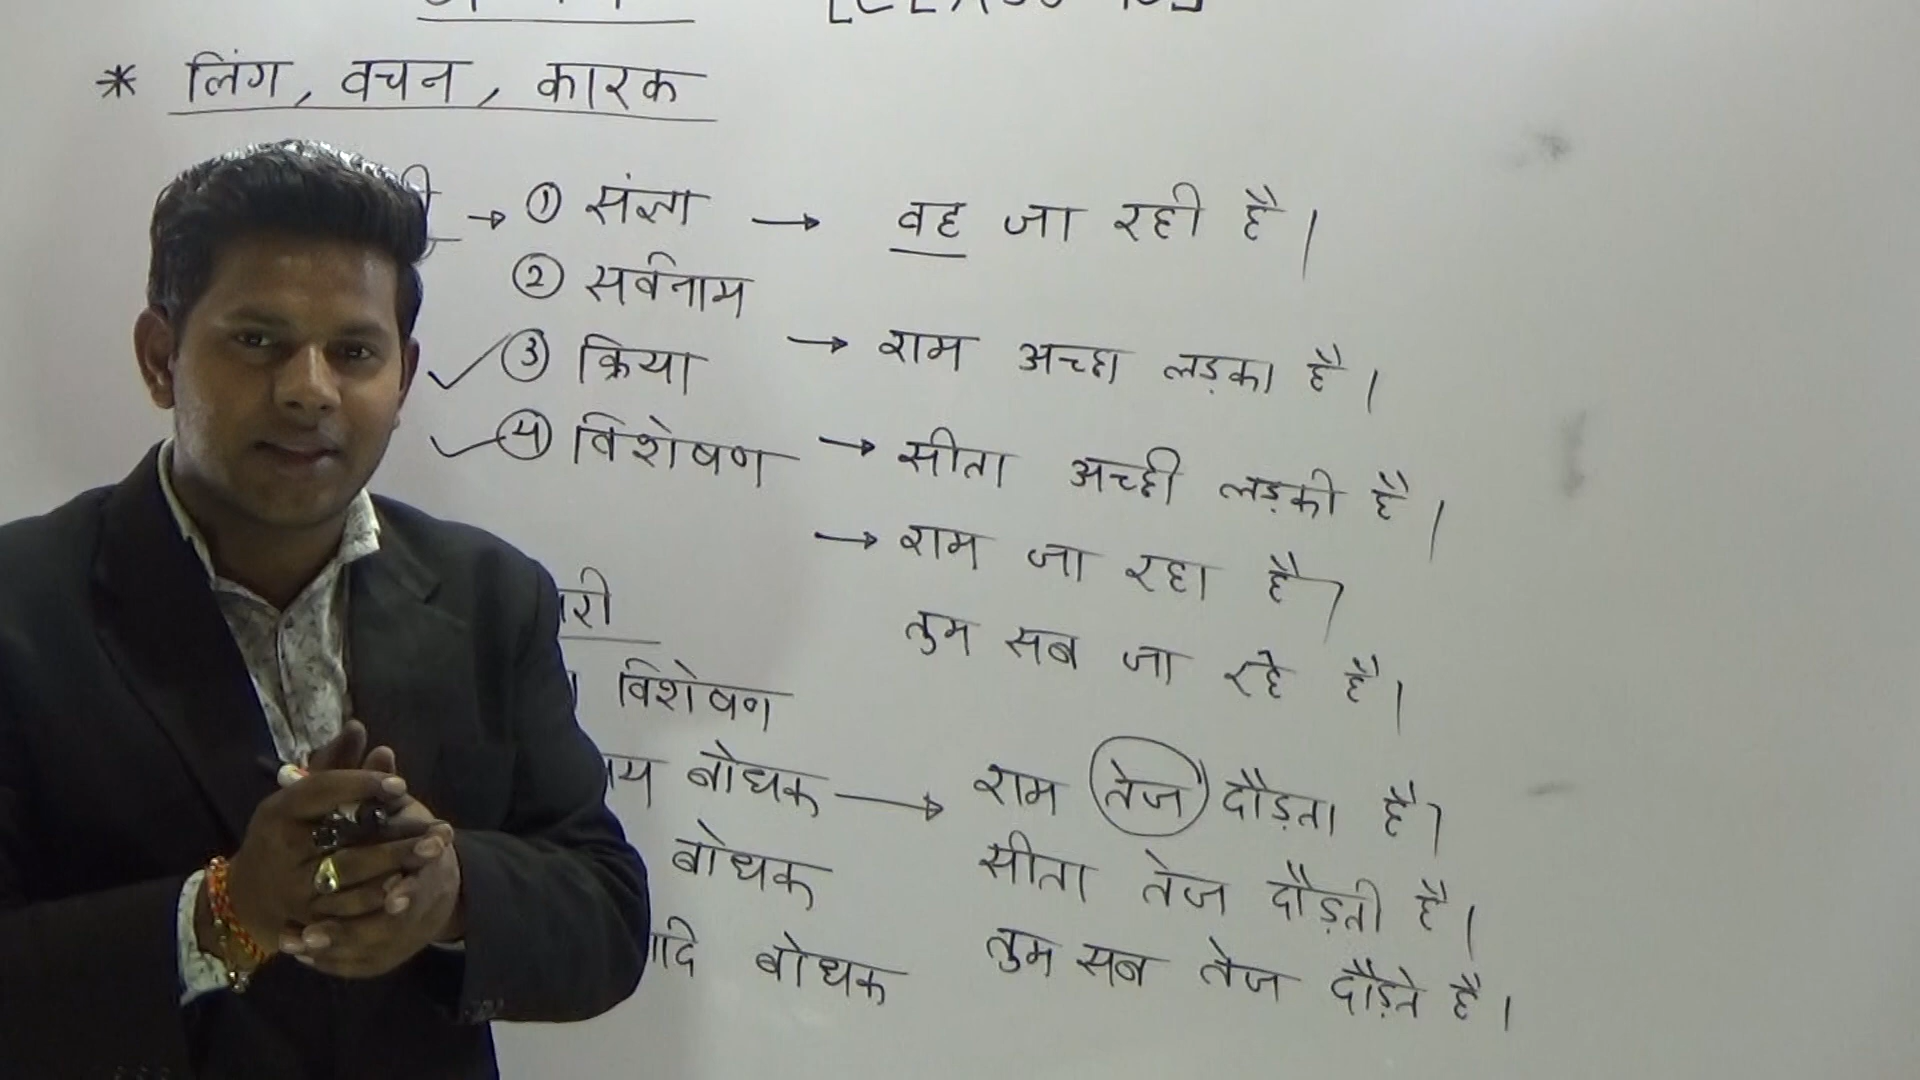 * लिंग, वचन, कारक
→ ① संज्ञा → वह जा रही है।
② सर्वनाम
③ क्रिया → राम अच्छा लड़का है।
④ विशेषण → सीता अच्छी लड़की है।
→ राम जा रहा है।
तुम सब जा रहे है।
विशेषण
बोधक → राम तेज दौड़ता है।
बोधक सीता तेज दौड़ती है।
बोधक तुम सब तेज दौड़ते है।